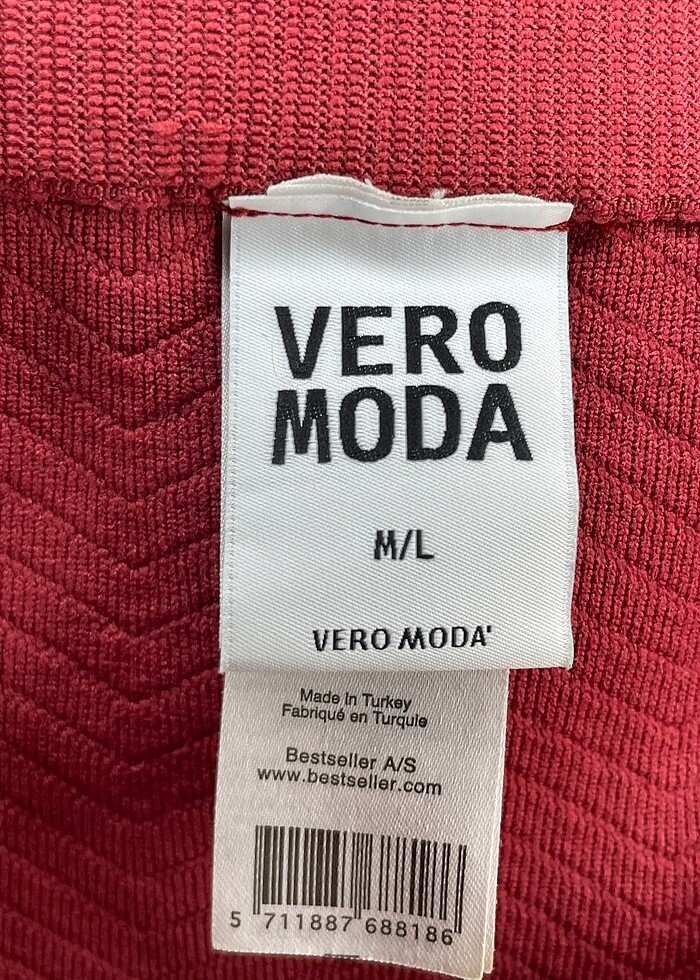 VERO
MODA
M/L
VERO MODA'
Made in Turkey
Fabriqué en Turquie
Bestseller A/S
www.bestseller.com
5 711887 688186